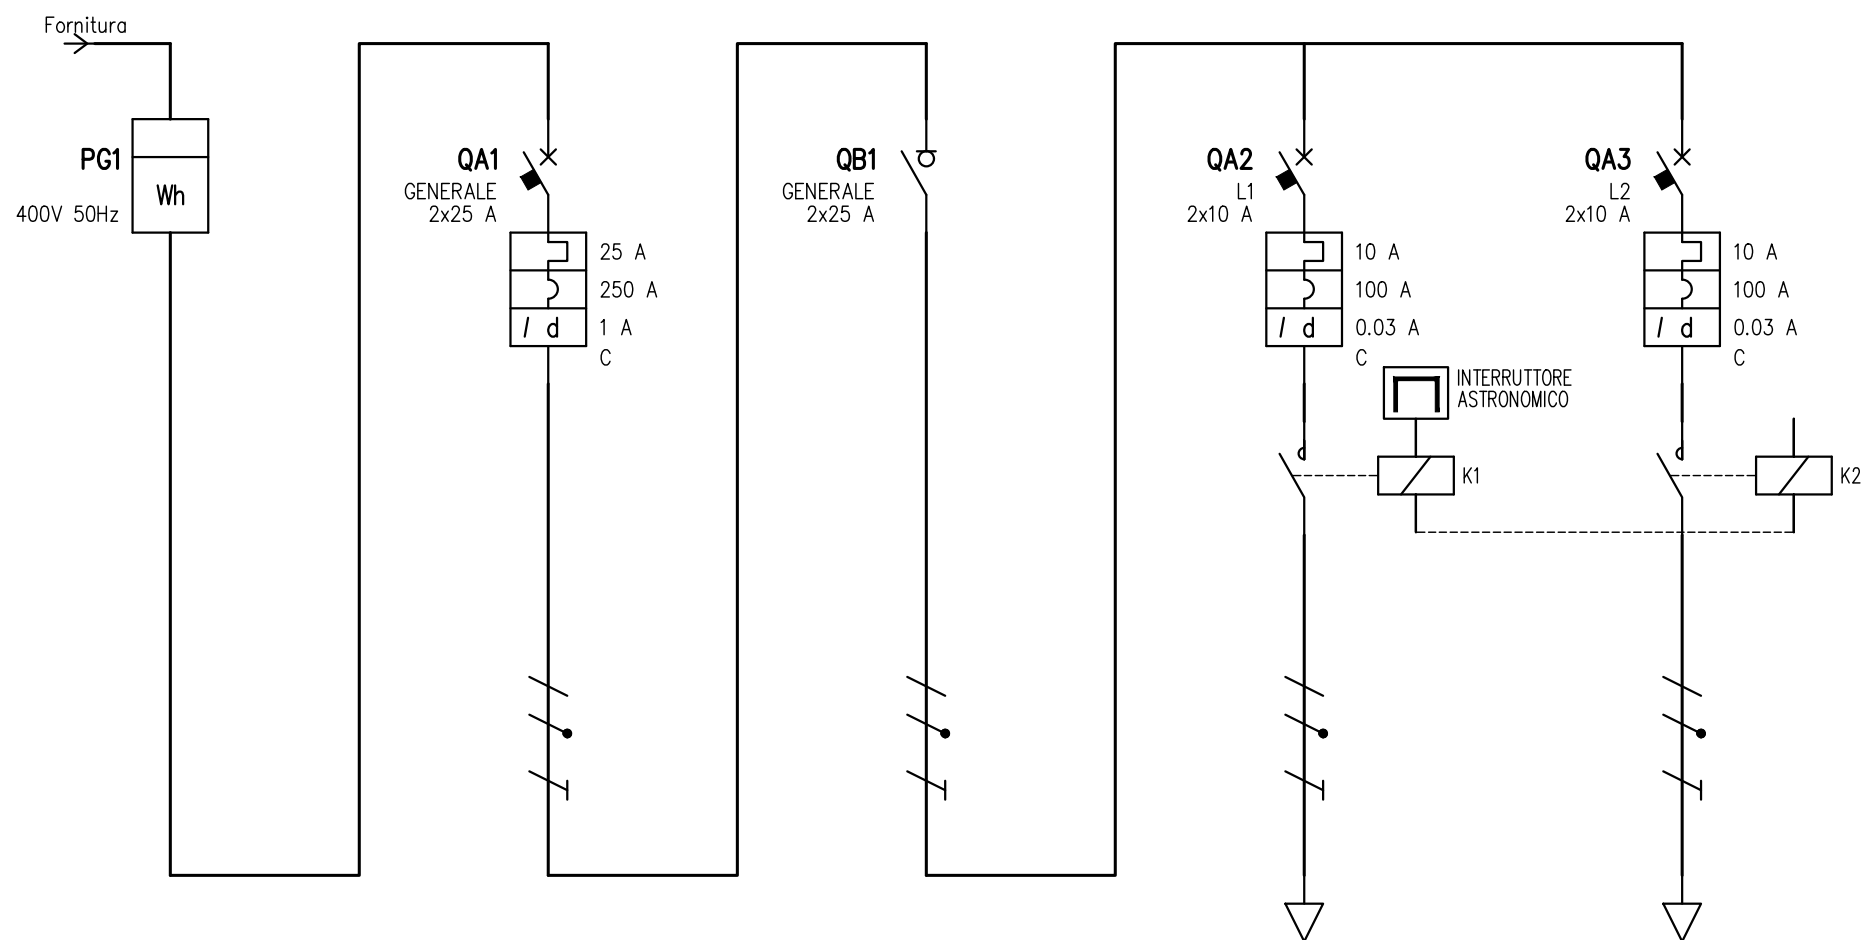 Fornitura
PG1
Wh
400V 50Hz
QA1
GENERALE
2x25 A
25 A
250 A
I d
1 A
C
QB1
GENERALE
2x25 A
QA2
L1
2x10 A
10 A
100 A
I d
0.03 A
C
INTERRUTTORE
ASTRONOMICO
K1
QA3
L2
2x10 A
10 A
100 A
I d
0.03 A
C
K2